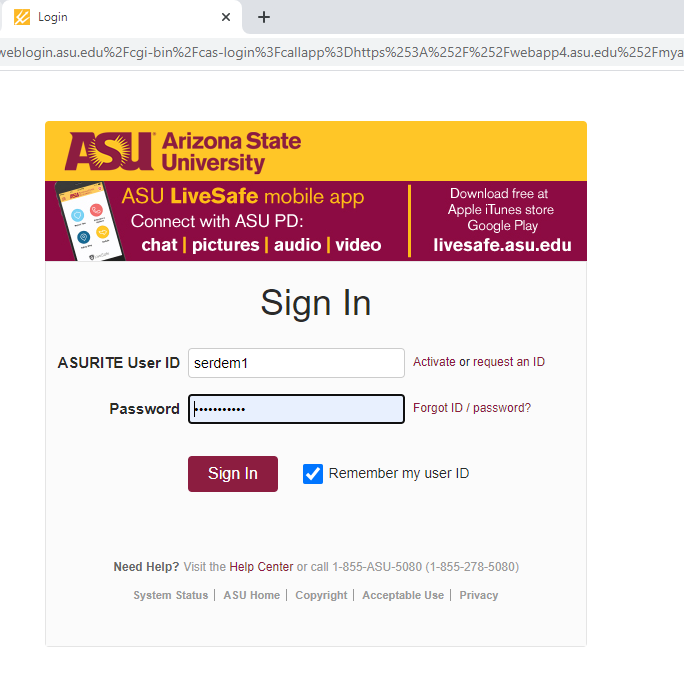 Login
weblogin.asu.edu%2Fcgi-bin%2Fcas-login%3Fcallapp%3Dhttps%253A%252F%252Fwebapp4.asu.edu%252Fmya
ASU Arizona State University
ASU LiveSafe mobile app
Connect with ASU PD:
chat | pictures | audio | video
Download free at
Apple iTunes store
Google Play
livesafe.asu.edu
Sign In
ASURITE User ID serdem1 Activate or request an ID
Password ••••••••••• Forgot ID / password?
Sign In Remember my user ID
Need Help? Visit the Help Center or call 1-855-ASU-5080 (1-855-278-5080)
System Status | ASU Home | Copyright | Acceptable Use | Privacy